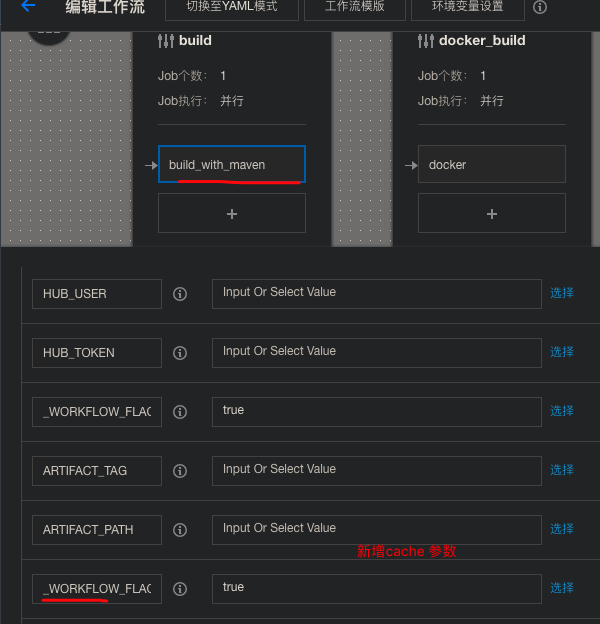 编辑工作流 切换至YAML模式 工作流模版 环境变量设置
build docker_build
Job个数： 1 Job个数： 1
Job执行： 并行 Job执行： 并行
build_with_maven docker
+ +
HUB_USER Input Or Select Value 选择
HUB_TOKEN Input Or Select Value 选择
_WORKFLOW_FLAG true 选择
ARTIFACT_TAG Input Or Select Value 选择
ARTIFACT_PATH Input Or Select Value 选择
新增cache 参数
_WORKFLOW_FLAG true 选择